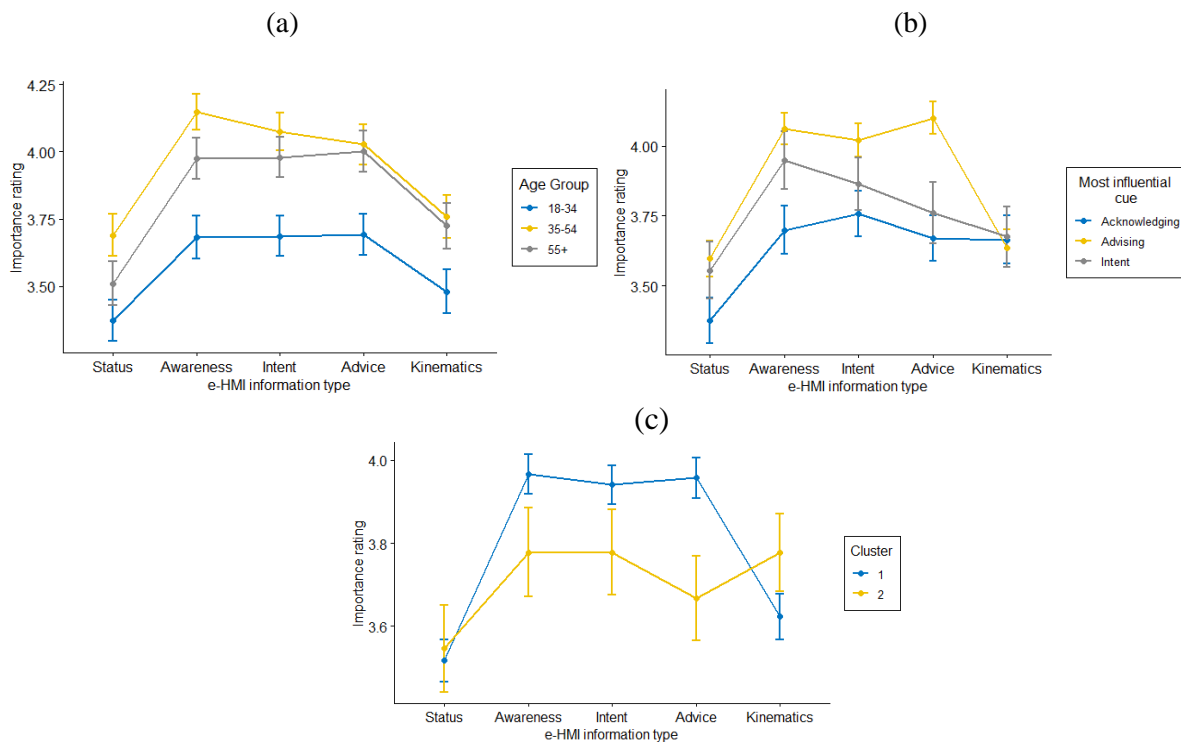 (a)
Importance rating
4.25
4.00
3.75
3.50
Status Awareness Intent Advice Kinematics
e-HMI information type
Age Group
18-34
35-54
55+
(b)
Importance rating
4.00
3.75
3.50
Status Awareness Intent Advice Kinematics
e-HMI information type
Most influential
cue
Acknowledging
Advising
Intent
(c)
Importance rating
4.0
3.8
3.6
Status Awareness Intent Advice Kinematics
e-HMI information type
Cluster
1
2